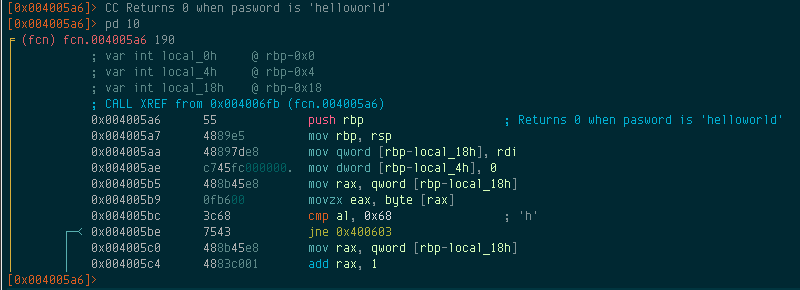 [0x004005a6]> CC Returns 0 when pasword is 'helloworld'
[0x004005a6]> pd 10
(fcn) fcn.004005a6 190
; var int local_0h @ rbp-0x0
; var int local_4h @ rbp-0x4
; var int local_18h @ rbp-0x18
; CALL XREF from 0x004006fb (fcn.004005a6)
0x004005a6 55 push rbp ; Returns 0 when pasword is 'helloworld'
0x004005a7 4889e5 mov rbp, rsp
0x004005aa 48897de8 mov qword [rbp-local_18h], rdi
0x004005ae c745fc000000. mov dword [rbp-local_4h], 0
0x004005b5 488b45e8 mov rax, qword [rbp-local_18h]
0x004005b9 0fb600 movzx eax, byte [rax]
0x004005bc 3c68 cmp al, 0x68 ; 'h'
0x004005be 7543 jne 0x400603
0x004005c0 488b45e8 mov rax, qword [rbp-local_18h]
0x004005c4 4883c001 add rax, 1
[0x004005a6]>